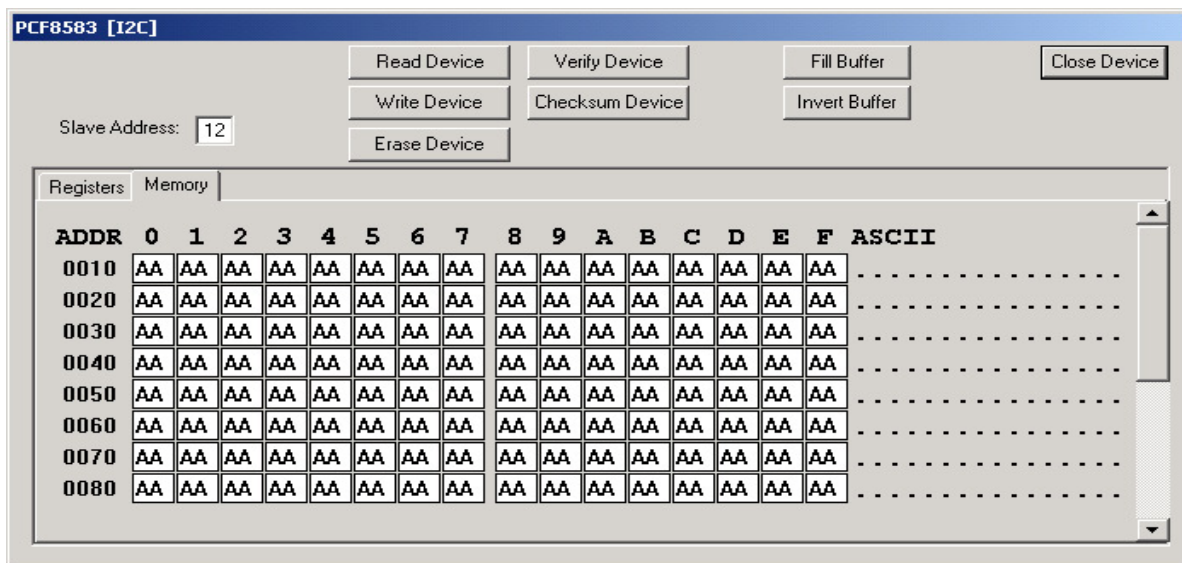 PCF8583 [I2C]
Read Device Verify Device Fill Buffer Close Device
Write Device Checksum Device Invert Buffer
Slave Address: 12
Erase Device
Registers Memory
ADDR 0 1 2 3 4 5 6 7 8 9 A B C D E F ASCII
0010 AA AA AA AA AA AA AA AA AA AA AA AA AA AA AA AA . . . . . . . . . . . . . . . .
0020 AA AA AA AA AA AA AA AA AA AA AA AA AA AA AA AA . . . . . . . . . . . . . . . .
0030 AA AA AA AA AA AA AA AA AA AA AA AA AA AA AA AA . . . . . . . . . . . . . . . .
0040 AA AA AA AA AA AA AA AA AA AA AA AA AA AA AA AA . . . . . . . . . . . . . . . .
0050 AA AA AA AA AA AA AA AA AA AA AA AA AA AA AA AA . . . . . . . . . . . . . . . .
0060 AA AA AA AA AA AA AA AA AA AA AA AA AA AA AA AA . . . . . . . . . . . . . . . .
0070 AA AA AA AA AA AA AA AA AA AA AA AA AA AA AA AA . . . . . . . . . . . . . . . .
0080 AA AA AA AA AA AA AA AA AA AA AA AA AA AA AA AA . . . . . . . . . . . . . . . .